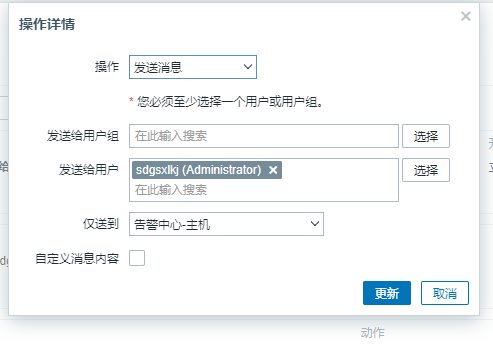 操作详情
操作
发送消息
* 您必须至少选择一个用户或用户组。
发送给用户组
在此输入搜索
选择
发送给用户
sdgsxlkj (Administrator)
选择
在此输入搜索
仅送到
告警中心-主机
自定义消息内容
更新
取消
动作